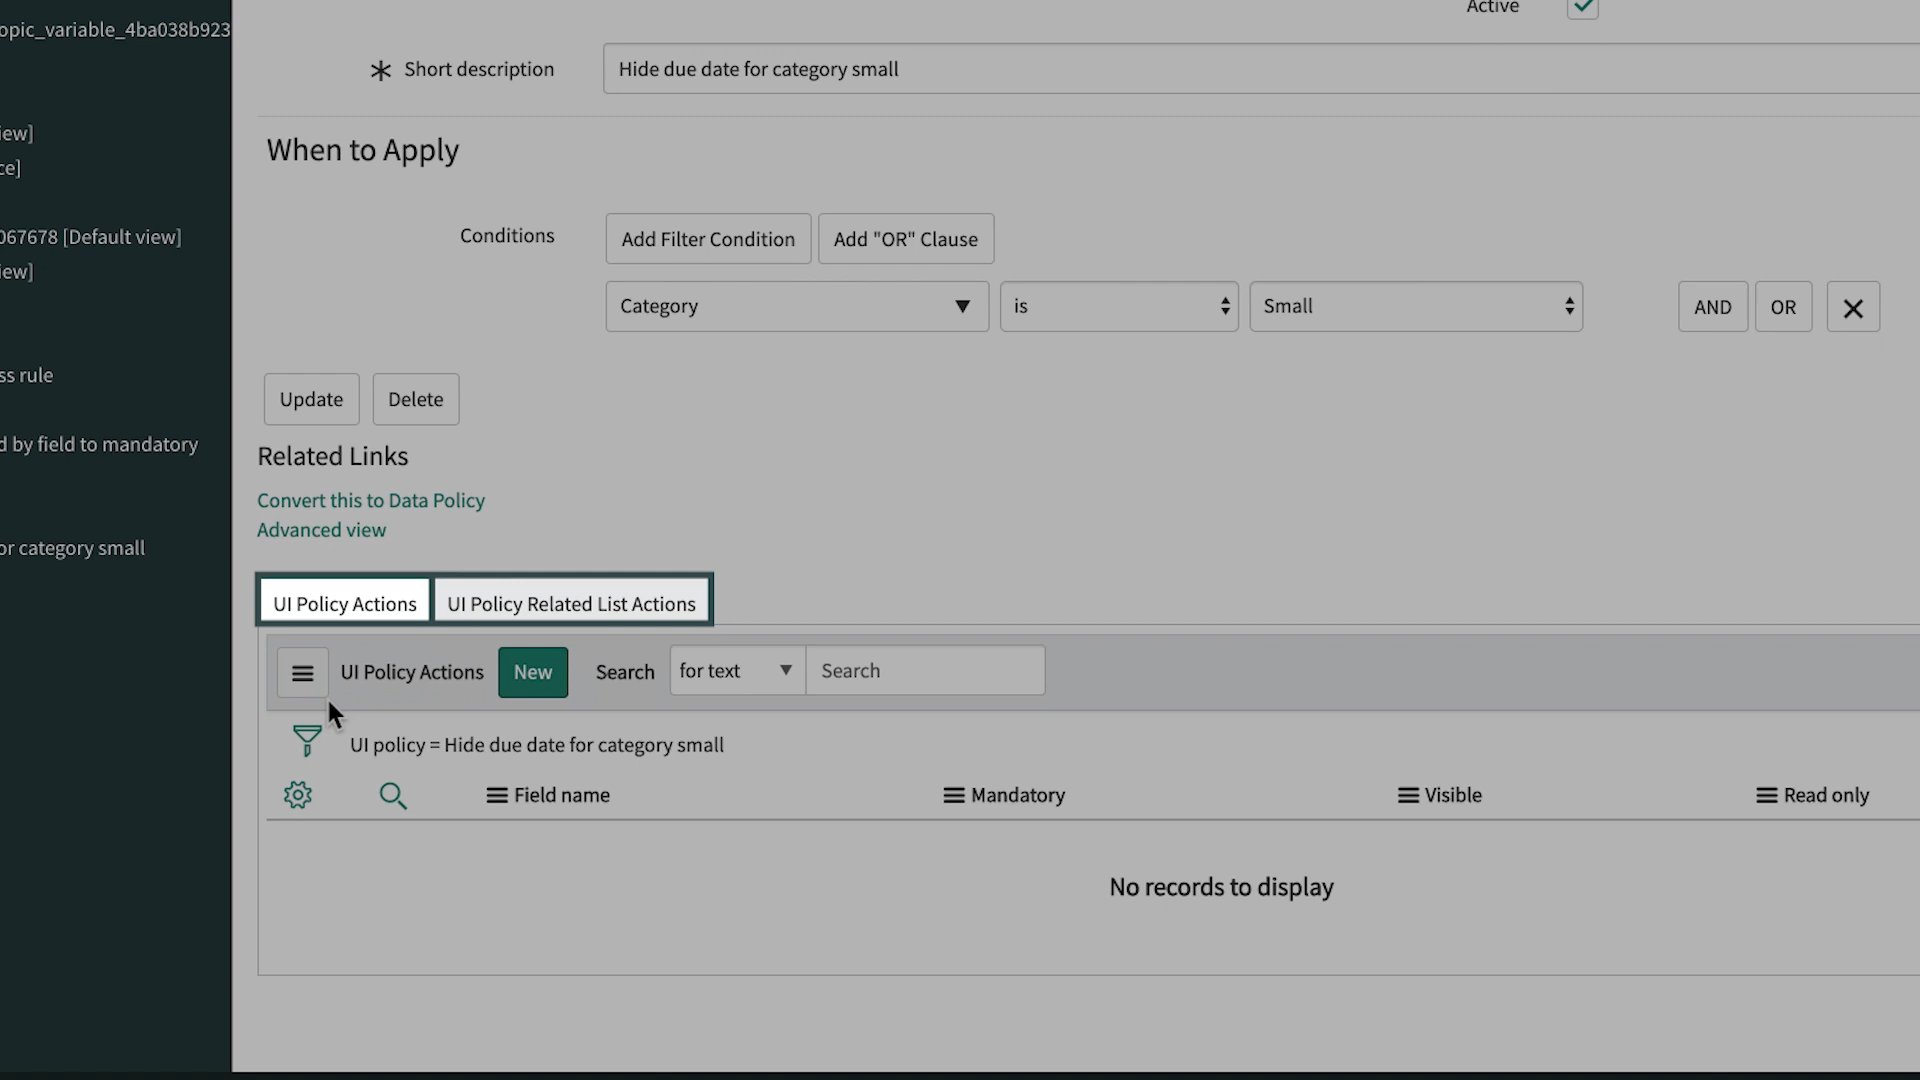 opic_variable_4ba038b923
iew]
ce]
067678 [Default view]
iew]
ss rule
d by field to mandatory
or category small
Active
Short description
Hide due date for category small
When to Apply
Conditions
Add Filter Condition
Add "OR" Clause
Category
is
Small
AND
OR
Update
Delete
Related Links
Convert this to Data Policy
Advanced view
UI Policy Actions
UI Policy Related List Actions
UI Policy Actions
New
Search
for text
Search
UI policy = Hide due date for category small
Field name
Mandatory
Visible
Read only
No records to display